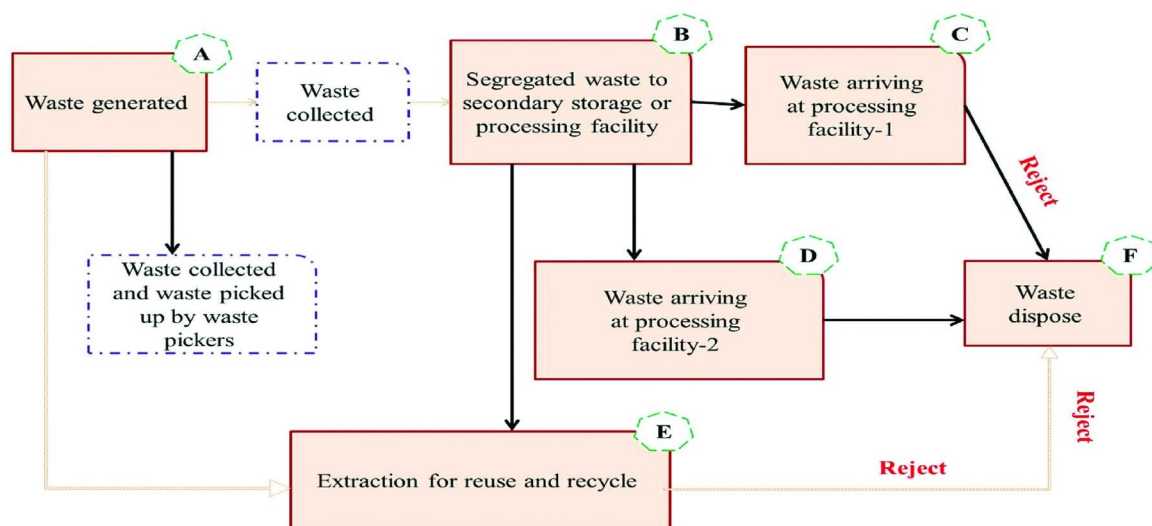 A
Waste generated
Waste
collected
B
Segregated waste to
secondary storage or
processing facility
C
Waste arriving
at processing
facility-1
Reject
Waste collected
and waste picked
up by waste
pickers
D
Waste arriving
at processing
facility-2
F
Waste
dispose
E
Extraction for reuse and recycle
Reject
Reject